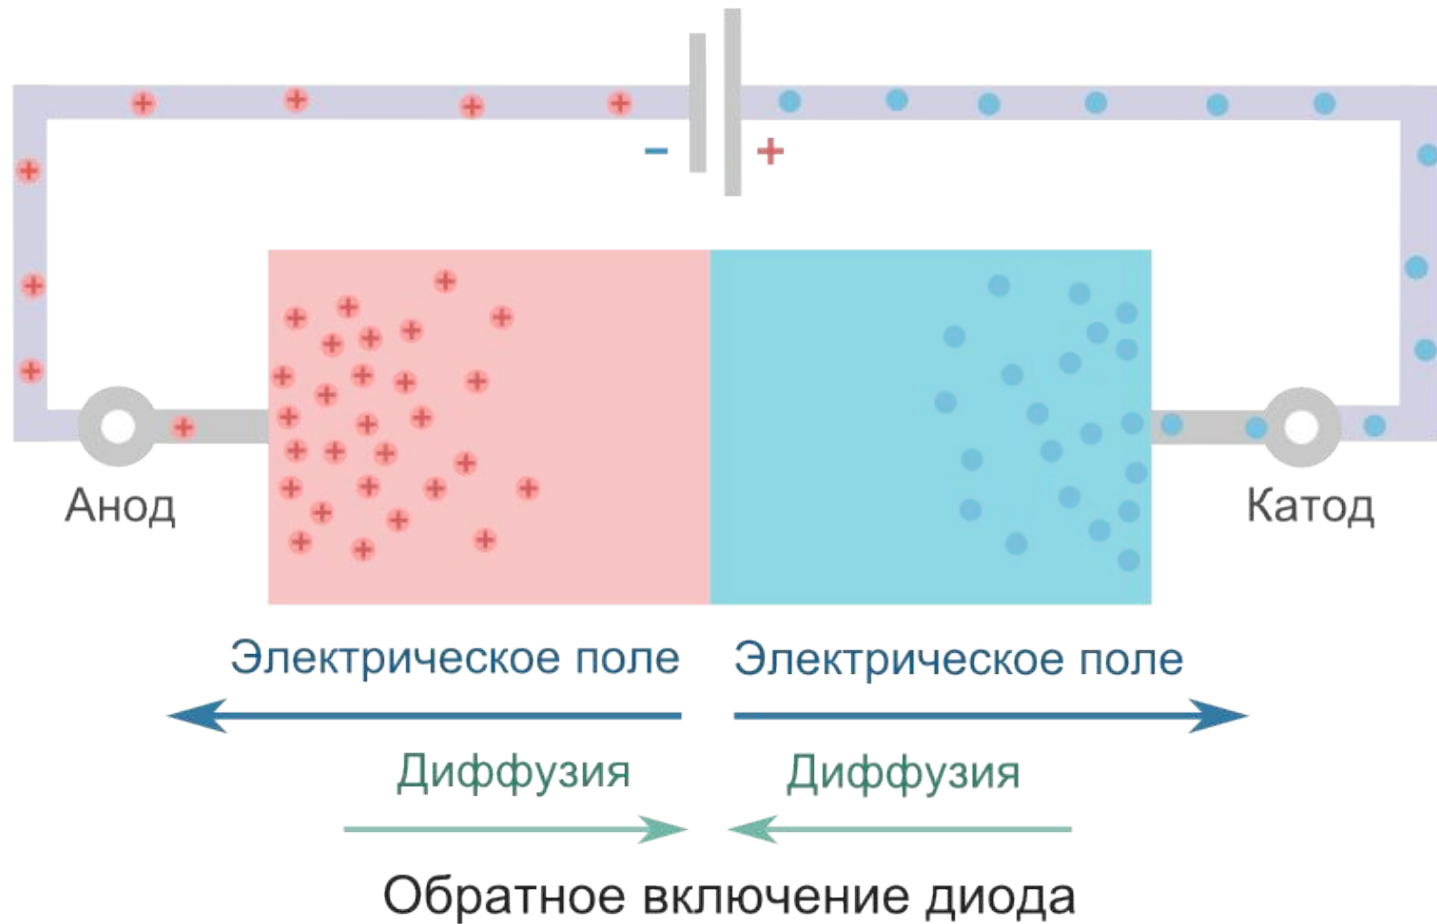 − +
Анод Катод
Электрическое поле Электрическое поле
Диффузия Диффузия
Обратное включение диода